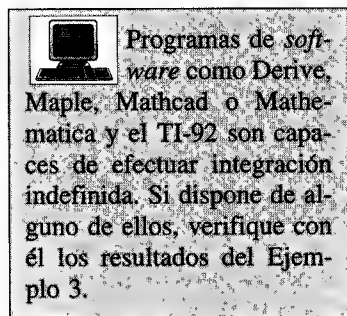 Programas de soft-
ware como Derive,
Maple, Mathcad o Mathe-
matica y el TI-92 son capa-
ces de efectuar integración
indefinida. Si dispone de al-
guno de ellos, verifique con
él los resultados del Ejem-
plo 3.